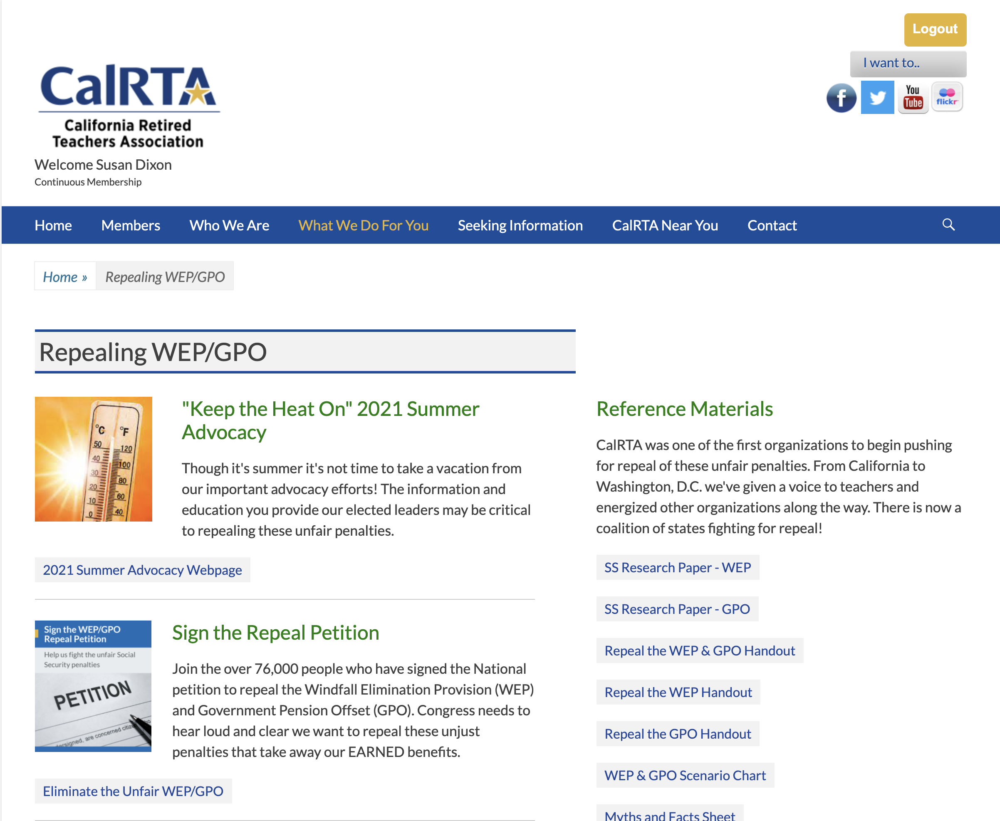 Logout
I want to..
f
You
Tube
flickr
CalRTA
California Retired
Teachers Association
Welcome Susan Dixon
Continuous Membership
Home Members Who We Are What We Do For You Seeking Information CalRTA Near You Contact
Home » Repealing WEP/GPO
Repealing WEP/GPO
"Keep the Heat On" 2021 Summer
Advocacy
°C °F
50 120
40 100
30 80
20 60
10 40
0
Though it's summer it's not time to take a vacation from
our important advocacy efforts! The information and
education you provide our elected leaders may be critical
to repealing these unfair penalties.
2021 Summer Advocacy Webpage
Sign the WEP/GPO
Repeal Petition
Help us fight the unfair Social
Security penalties
PETITION
dersigned, are concerned citize
Sign the Repeal Petition
Join the over 76,000 people who have signed the National
petition to repeal the Windfall Elimination Provision (WEP)
and Government Pension Offset (GPO). Congress needs to
hear loud and clear we want to repeal these unjust
penalties that take away our EARNED benefits.
Eliminate the Unfair WEP/GPO
Reference Materials
CalRTA was one of the first organizations to begin pushing
for repeal of these unfair penalties. From California to
Washington, D.C. we've given a voice to teachers and
energized other organizations along the way. There is now a
coalition of states fighting for repeal!
SS Research Paper - WEP
SS Research Paper - GPO
Repeal the WEP & GPO Handout
Repeal the WEP Handout
Repeal the GPO Handout
WEP & GPO Scenario Chart
Myths and Facts Sheet